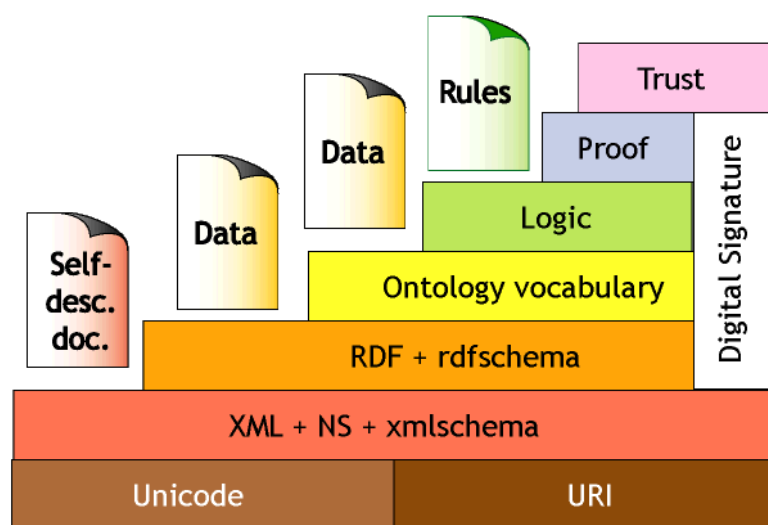 Rules
Trust
Data
Proof
Data
Logic
Self-
desc.
doc.
Ontology vocabulary
Digital Signature
RDF + rdfschema
XML + NS + xmlschema
Unicode
URI